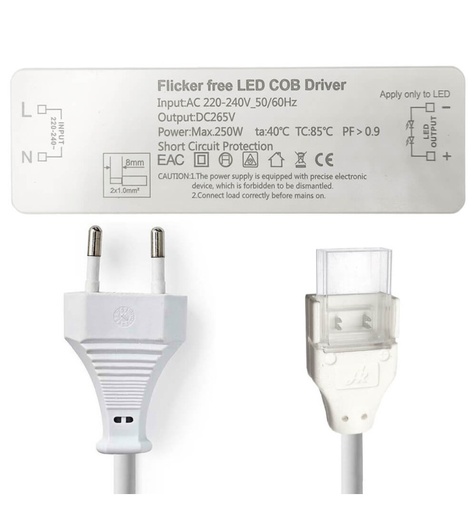 Flicker free LED COB Driver
Input:AC 220-240V_50/60Hz
Output:DC265V
Power:Max.250W ta:40℃ TC:85℃ PF>0.9
Short Circuit Protection
EAC CE
CAUTION:1.The power supply is equipped with precise electronic
device, which is forbidden to be dismantled.
2.Connect load correctly before mains on.
L
N
INPUT
220-240~
8mm
2x1.0mm²
Apply only to LED
LED
OUTPUT
-
+